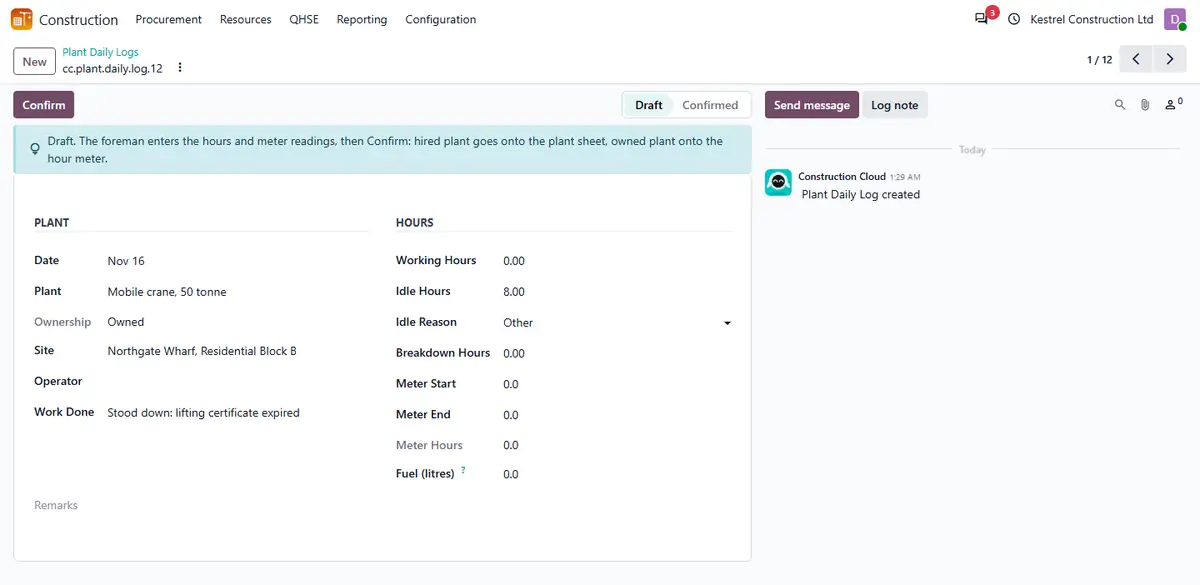 Construction Procurement Resources QHSE Reporting Configuration 3 Kestrel Construction Ltd D
New Plant Daily Logs
cc.plant.daily.log.12
1 / 12
Confirm Draft Confirmed Send message Log note 0
Draft. The foreman enters the hours and meter readings, then Confirm: hired plant goes onto the plant sheet, owned plant onto the
hour meter.
Today
Construction Cloud 1:29 AM
Plant Daily Log created
PLANT
Date Nov 16
Plant Mobile crane, 50 tonne
Ownership Owned
Site Northgate Wharf, Residential Block B
Operator
Work Done Stood down: lifting certificate expired
HOURS
Working Hours 0.00
Idle Hours 8.00
Idle Reason Other
Breakdown Hours 0.00
Meter Start 0.0
Meter End 0.0
Meter Hours 0.0
Fuel (litres) ? 0.0
Remarks